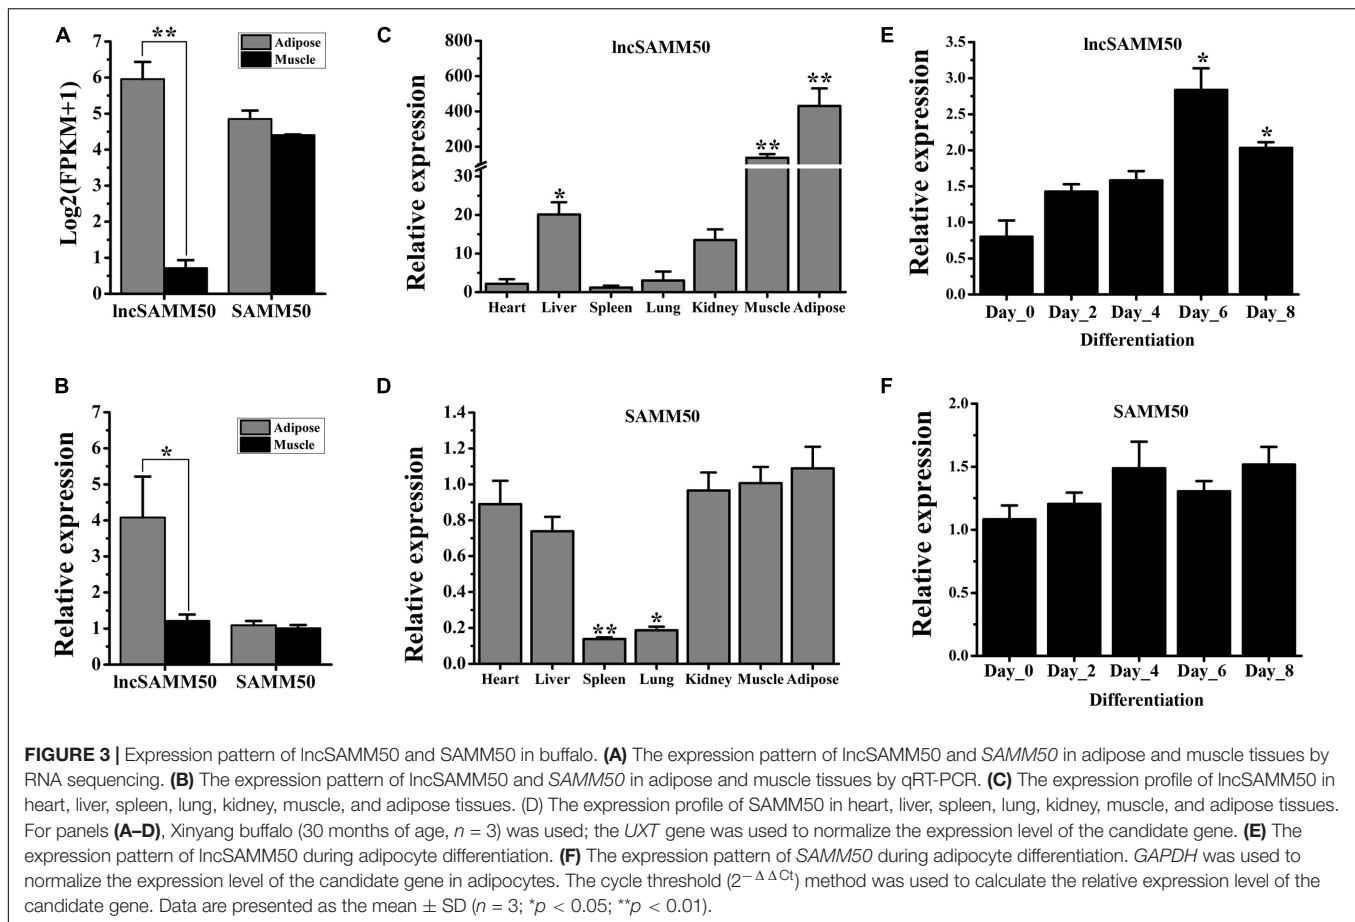 A
Log2(FPKM+1)
7
6
5
4
3
2
1
0
**
Adipose
Muscle
lncSAMM50 SAMM50
B
Relative expression
7
6
5
4
3
2
1
0
*
Adipose
Muscle
lncSAMM50 SAMM50
C
lncSAMM50
Relative expression
800
600
400
200
30
20
10
0
*
**
**
Heart Liver Spleen Lung Kidney Muscle Adipose
D
SAMM50
Relative expression
1.4
1.2
1.0
0.8
0.6
0.4
0.2
0.0
**
*
Heart Liver Spleen Lung Kidney Muscle Adipose
E
lncSAMM50
Relative expression
3.5
3.0
2.5
2.0
1.5
1.0
0.5
0.0
*
*
Day_0 Day_2 Day_4 Day_6 Day_8
Differentiation
F
SAMM50
Relative expression
2.0
1.5
1.0
0.5
0.0
Day_0 Day_2 Day_4 Day_6 Day_8
Differentiation
FIGURE 3 | Expression pattern of lncSAMM50 and SAMM50 in buffalo. (A) The expression pattern of lncSAMM50 and SAMM50 in adipose and muscle tissues by
RNA sequencing. (B) The expression pattern of lncSAMM50 and SAMM50 in adipose and muscle tissues by qRT-PCR. (C) The expression profile of lncSAMM50 in
heart, liver, spleen, lung, kidney, muscle, and adipose tissues. (D) The expression profile of SAMM50 in heart, liver, spleen, lung, kidney, muscle, and adipose tissues.
For panels (A–D), Xinyang buffalo (30 months of age, n = 3) was used; the UXT gene was used to normalize the expression level of the candidate gene. (E) The
expression pattern of lncSAMM50 during adipocyte differentiation. (F) The expression pattern of SAMM50 during adipocyte differentiation. GAPDH was used to
normalize the expression level of the candidate gene in adipocytes. The cycle threshold (2−ΔΔCt) method was used to calculate the relative expression level of the
candidate gene. Data are presented as the mean ± SD (n = 3; *p < 0.05; **p < 0.01).